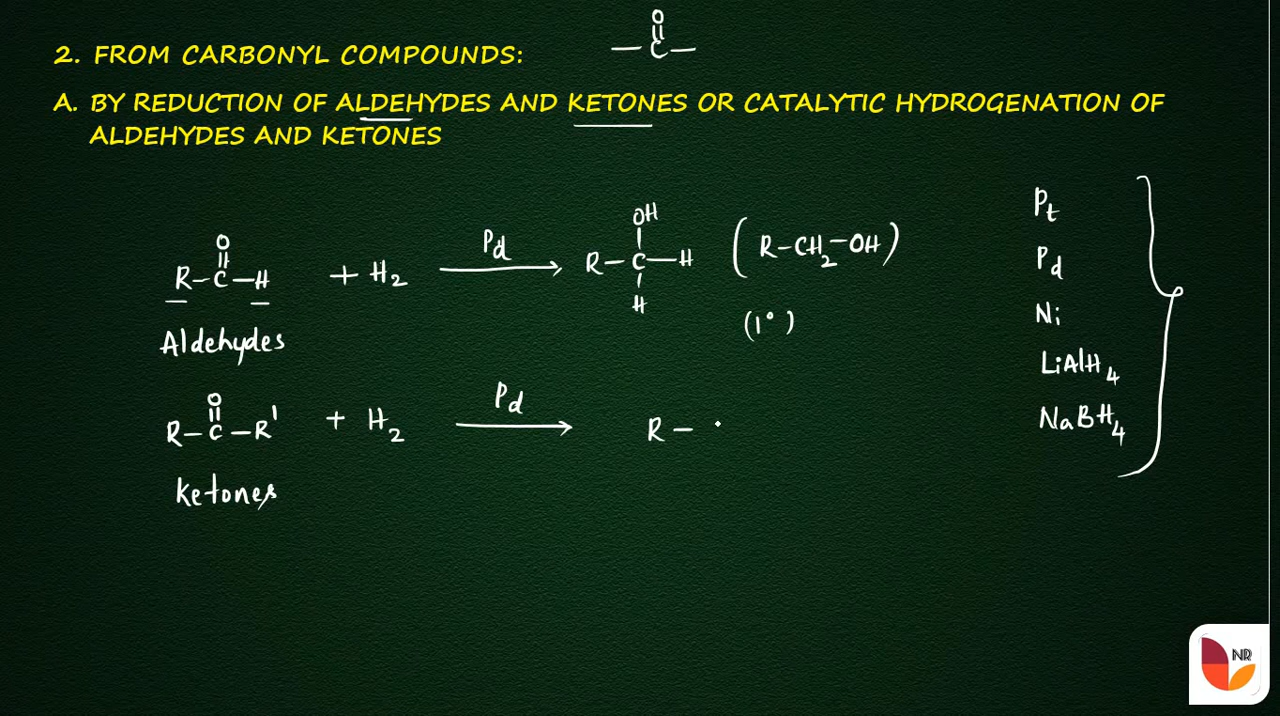 O
||
— C —
2. FROM CARBONYL COMPOUNDS:
A. BY REDUCTION OF ALDEHYDES AND KETONES OR CATALYTIC HYDROGENATION OF
ALDEHYDES AND KETONES
O
||
R–C–H + H₂ Pd ⟶
OH
|
R–C–H
|
H
(R–CH₂–OH)
(1°)
Aldehydes
O
||
R–C–R' + H₂ Pd ⟶ R –
Ketones
Pt
Pd
Ni
LiAlH₄
NaBH₄
NR